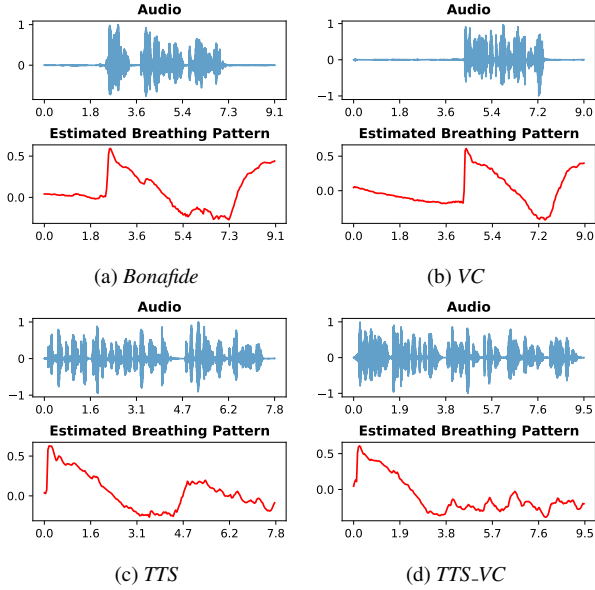 Audio
1
0
0.0 1.8 3.6 5.4 7.3 9.1
Estimated Breathing Pattern
0.5
0.0
0.0 1.8 3.6 5.4 7.3 9.1
(a) Bonafide
Audio
1
0
−1
0.0 1.8 3.6 5.4 7.2 9.0
Estimated Breathing Pattern
0.5
0.0
0.0 1.8 3.6 5.4 7.2 9.0
(b) VC
Audio
1
0
−1
0.0 1.6 3.1 4.7 6.2 7.8
Estimated Breathing Pattern
0.5
0.0
0.0 1.6 3.1 4.7 6.2 7.8
(c) TTS
Audio
1
0
−1
0.0 1.9 3.8 5.7 7.6 9.5
Estimated Breathing Pattern
0.5
0.0
0.0 1.9 3.8 5.7 7.6 9.5
(d) TTS_VC